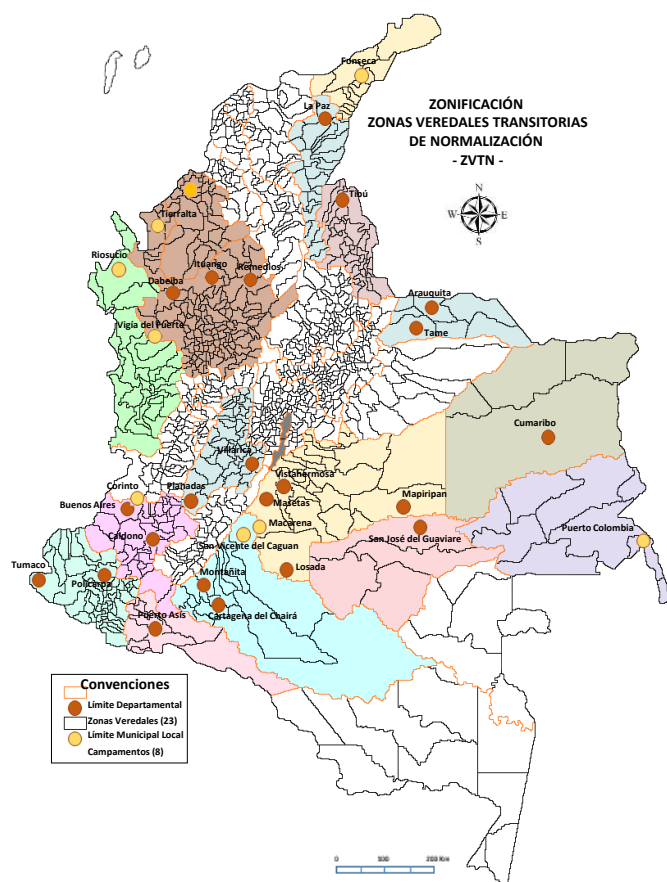 Fonseca
ZONIFICACIÓN
ZONAS VEREDALES TRANSITORIAS
DE NORMALIZACIÓN
- ZVTN -
La Paz
N
W
E
S
Tibú
Tierralta
Riosucio
Ituango
Remedios
Dabeiba
Arauquita
Vigía del Fuerte
Tame
Cumaribo
Villarica
Vistahermosa
Corinto
Planadas
Mapiripan
Buenos Aires
Masetas
Macarena
Puerto Colombia
Caldono
San José del Guaviare
San Vicente del Caguan
Tumaco
Policarpa
Montañita
Losada
Cartagena del Chairá
Puerto Asís
Convenciones
Límite Departamental
Zonas Veredales (23)
Límite Municipal Local
Campamentos (8)
0
100
200 Km